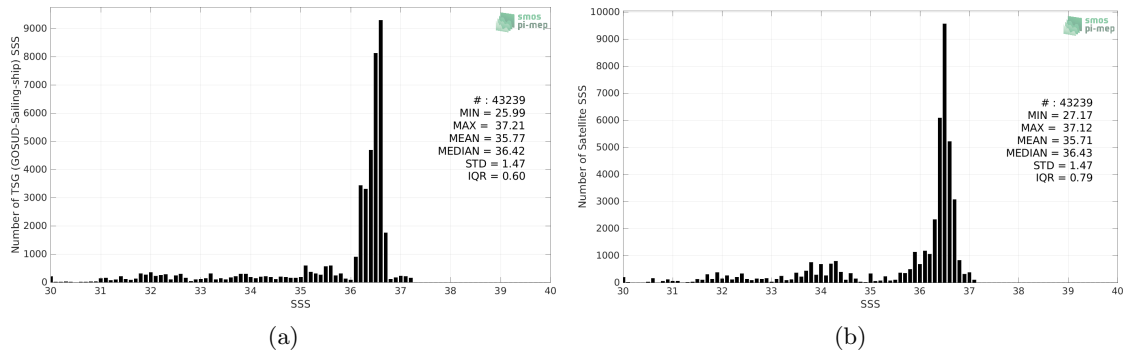 Number of TSG (GOSUD-Sailing-ship) SSS
9000
8000
7000
6000
5000
4000
3000
2000
1000
0
smos
pi-mep
# : 43239
MIN = 25.99
MAX = 37.21
MEAN = 35.77
MEDIAN = 36.42
STD = 1.47
IQR = 0.60
30 31 32 33 34 35 36 37 38 39 40
SSS
(a)
Number of Satellite SSS
10000
9000
8000
7000
6000
5000
4000
3000
2000
1000
0
smos
pi-mep
# : 43239
MIN = 27.17
MAX = 37.12
MEAN = 35.71
MEDIAN = 36.43
STD = 1.47
IQR = 0.79
30 31 32 33 34 35 36 37 38 39 40
SSS
(b)